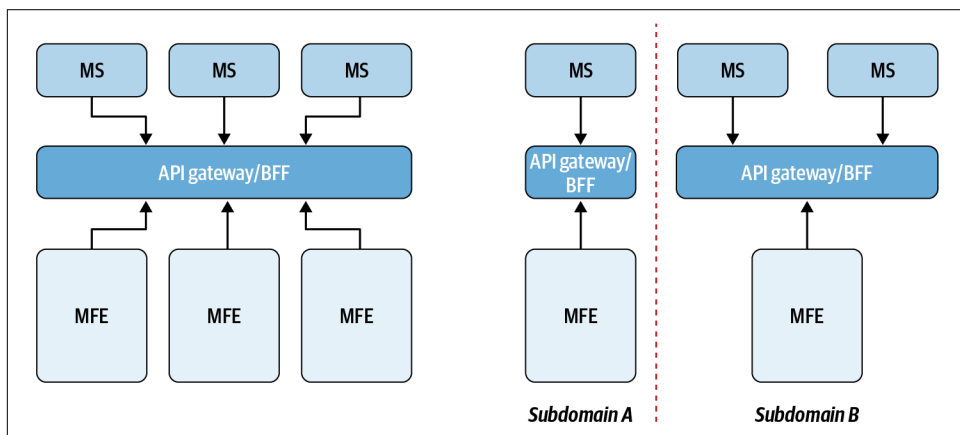 MS
MS
MS
MS
MS
MS
API gateway/BFF
API gateway/
BFF
API gateway/BFF
MFE
MFE
MFE
MFE
MFE
Subdomain A
Subdomain B